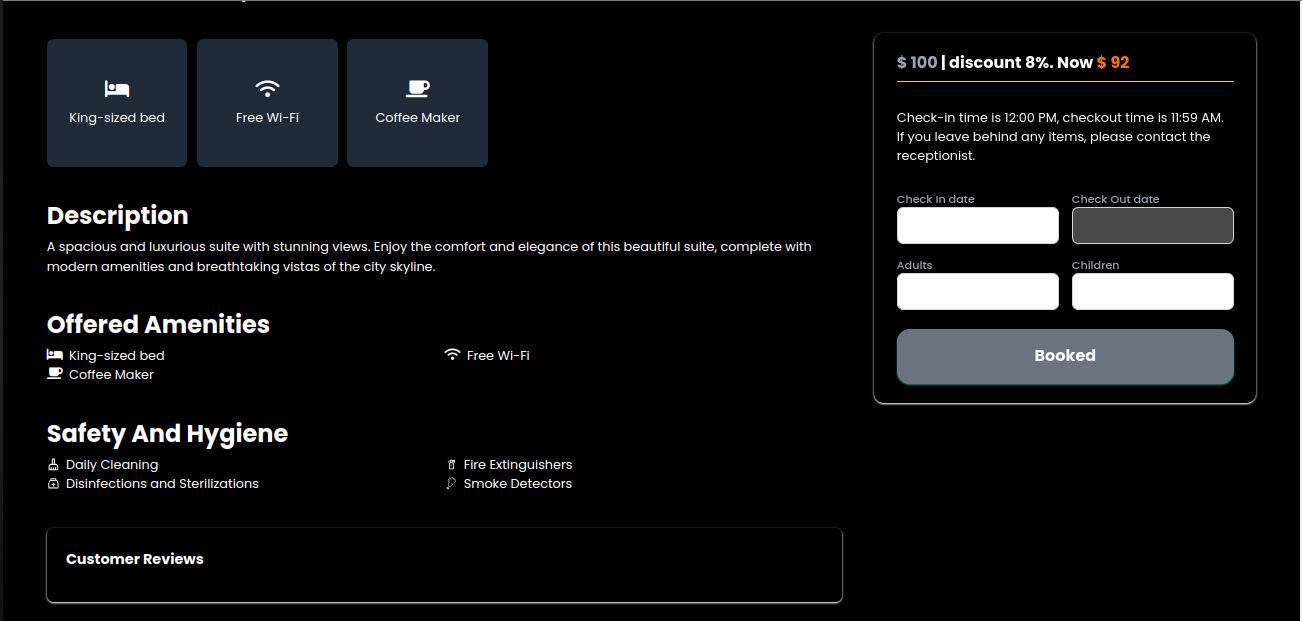 King-sized bed
Free Wi-Fi
Coffee Maker
Description
A spacious and luxurious suite with stunning views. Enjoy the comfort and elegance of this beautiful suite, complete with
modern amenities and breathtaking vistas of the city skyline.
Offered Amenities
King-sized bed
Free Wi-Fi
Coffee Maker
Safety And Hygiene
Daily Cleaning
Fire Extinguishers
Disinfections and Sterilizations
Smoke Detectors
Customer Reviews
$ 100 | discount 8%. Now $ 92
Check-in time is 12:00 PM, checkout time is 11:59 AM.
If you leave behind any items, please contact the
receptionist.
Check In date
Check Out date
Adults
Children
Booked